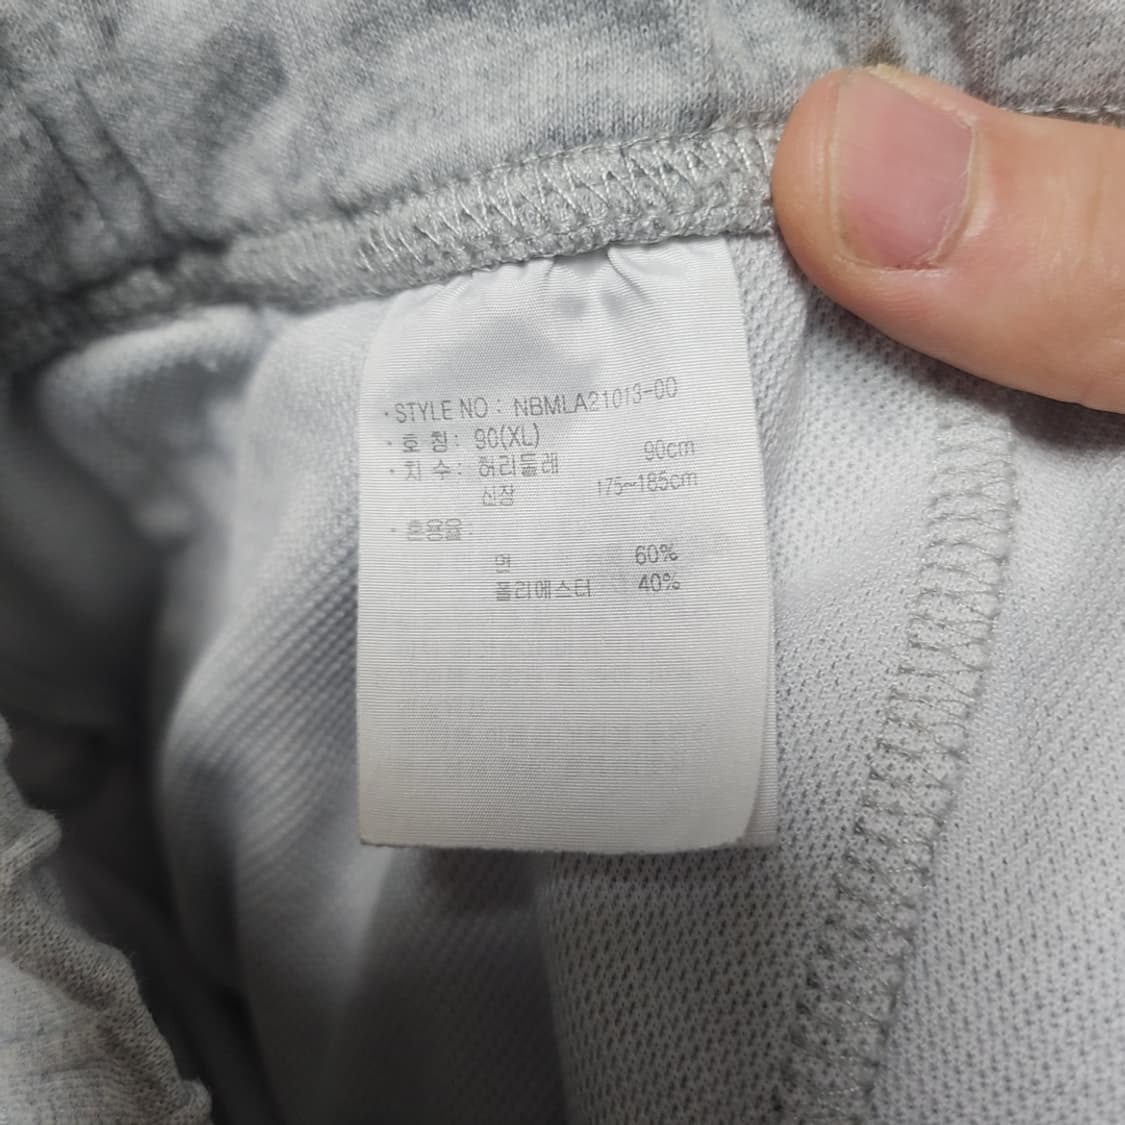 · STYLE NO : NBMLA21013-00
· 호 칭 : 90(XL)
· 치 수 : 허리둘레 90cm
신장 175~185cm
· 혼용율 :
면 60%
폴리에스터 40%